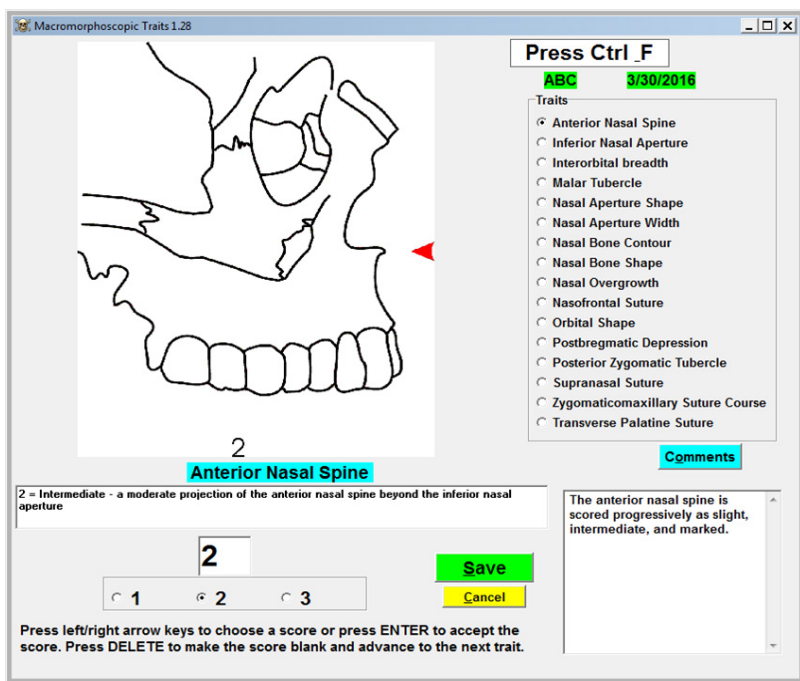 Macromorphoscopic Traits 1.28
Press Ctrl_F
ABC 3/30/2016
Traits
Anterior Nasal Spine
Inferior Nasal Aperture
Interorbital breadth
Malar Tubercle
Nasal Aperture Shape
Nasal Aperture Width
Nasal Bone Contour
Nasal Bone Shape
Nasal Overgrowth
Nasofrontal Suture
Orbital Shape
Postbregmatic Depression
Posterior Zygomatic Tubercle
Supranasal Suture
Zygomaticomaxillary Suture Course
Transverse Palatine Suture
2
Anterior Nasal Spine
Comments
2 = Intermediate - a moderate projection of the anterior nasal spine beyond the inferior nasal
aperture
The anterior nasal spine is
scored progressively as slight,
intermediate, and marked.
2
1 2 3
Save
Cancel
Press left/right arrow keys to choose a score or press ENTER to accept the
score. Press DELETE to make the score blank and advance to the next trait.